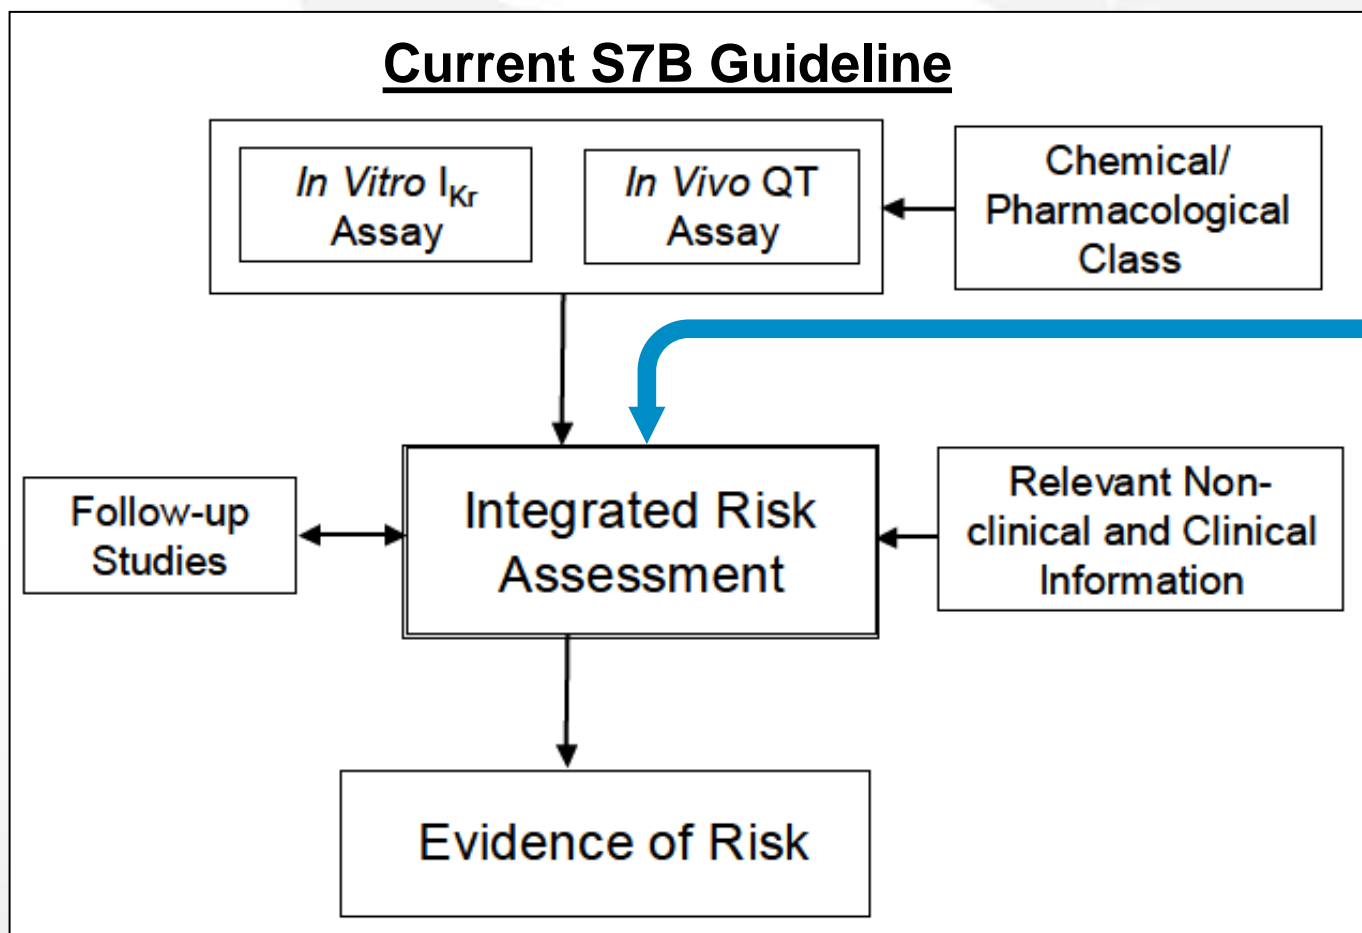 Current S7B Guideline
In Vitro IKr
Assay
In Vivo QT
Assay
Chemical/
Pharmacological
Class
Follow-up
Studies
Integrated Risk
Assessment
Relevant Non-
clinical and Clinical
Information
Evidence of Risk